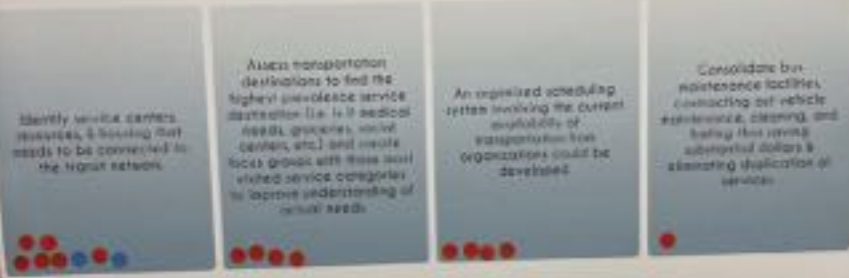 Identify service centers,
resources, & housing that
needs to be connected to
the transit network.
Assess transportation
destinations to find the
highest prevalence service
destination (i.e. is it medical
needs, groceries, social
centers, etc.) and create
focus groups with those most
visited service categories
to improve understanding of
actual needs.
An organized scheduling
system involving the current
availability of
transportation from
organizations could be
developed.
Consolidate bus
maintenance facilities,
contracting out vehicle
maintenance, cleaning, and
fueling thus saving
substantial dollars &
eliminating duplication of
services.